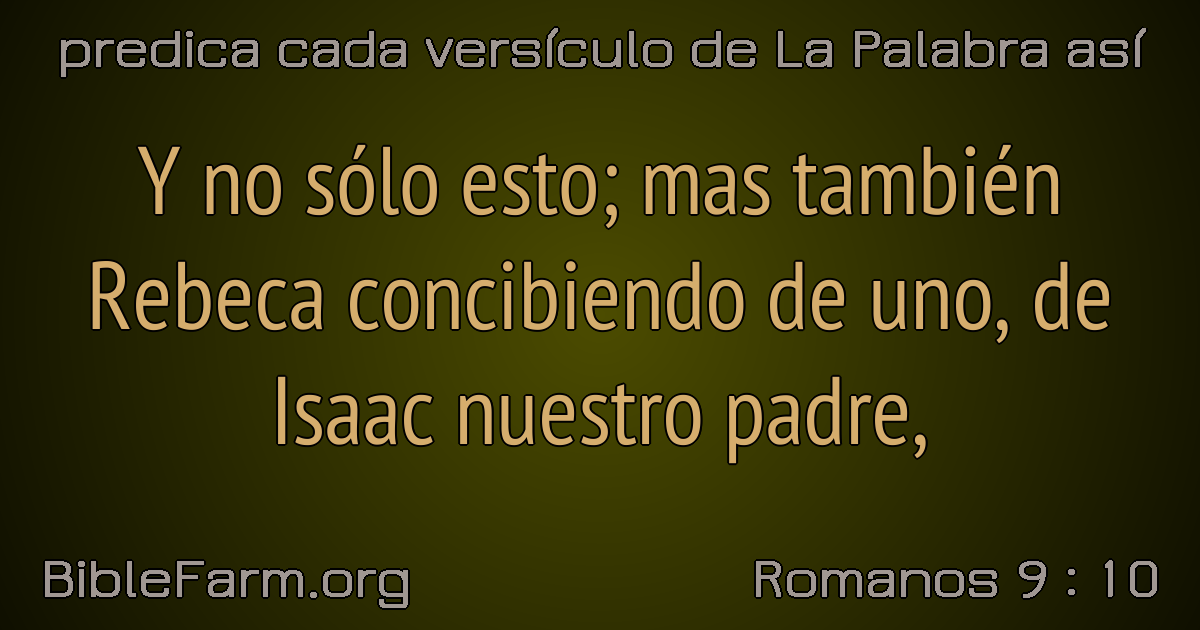 predica cada versículo de La Palabra así
Y no sólo esto; mas también
Rebeca concibiendo de uno, de
Isaac nuestro padre,
BibleFarm.org
Romanos 9 : 10